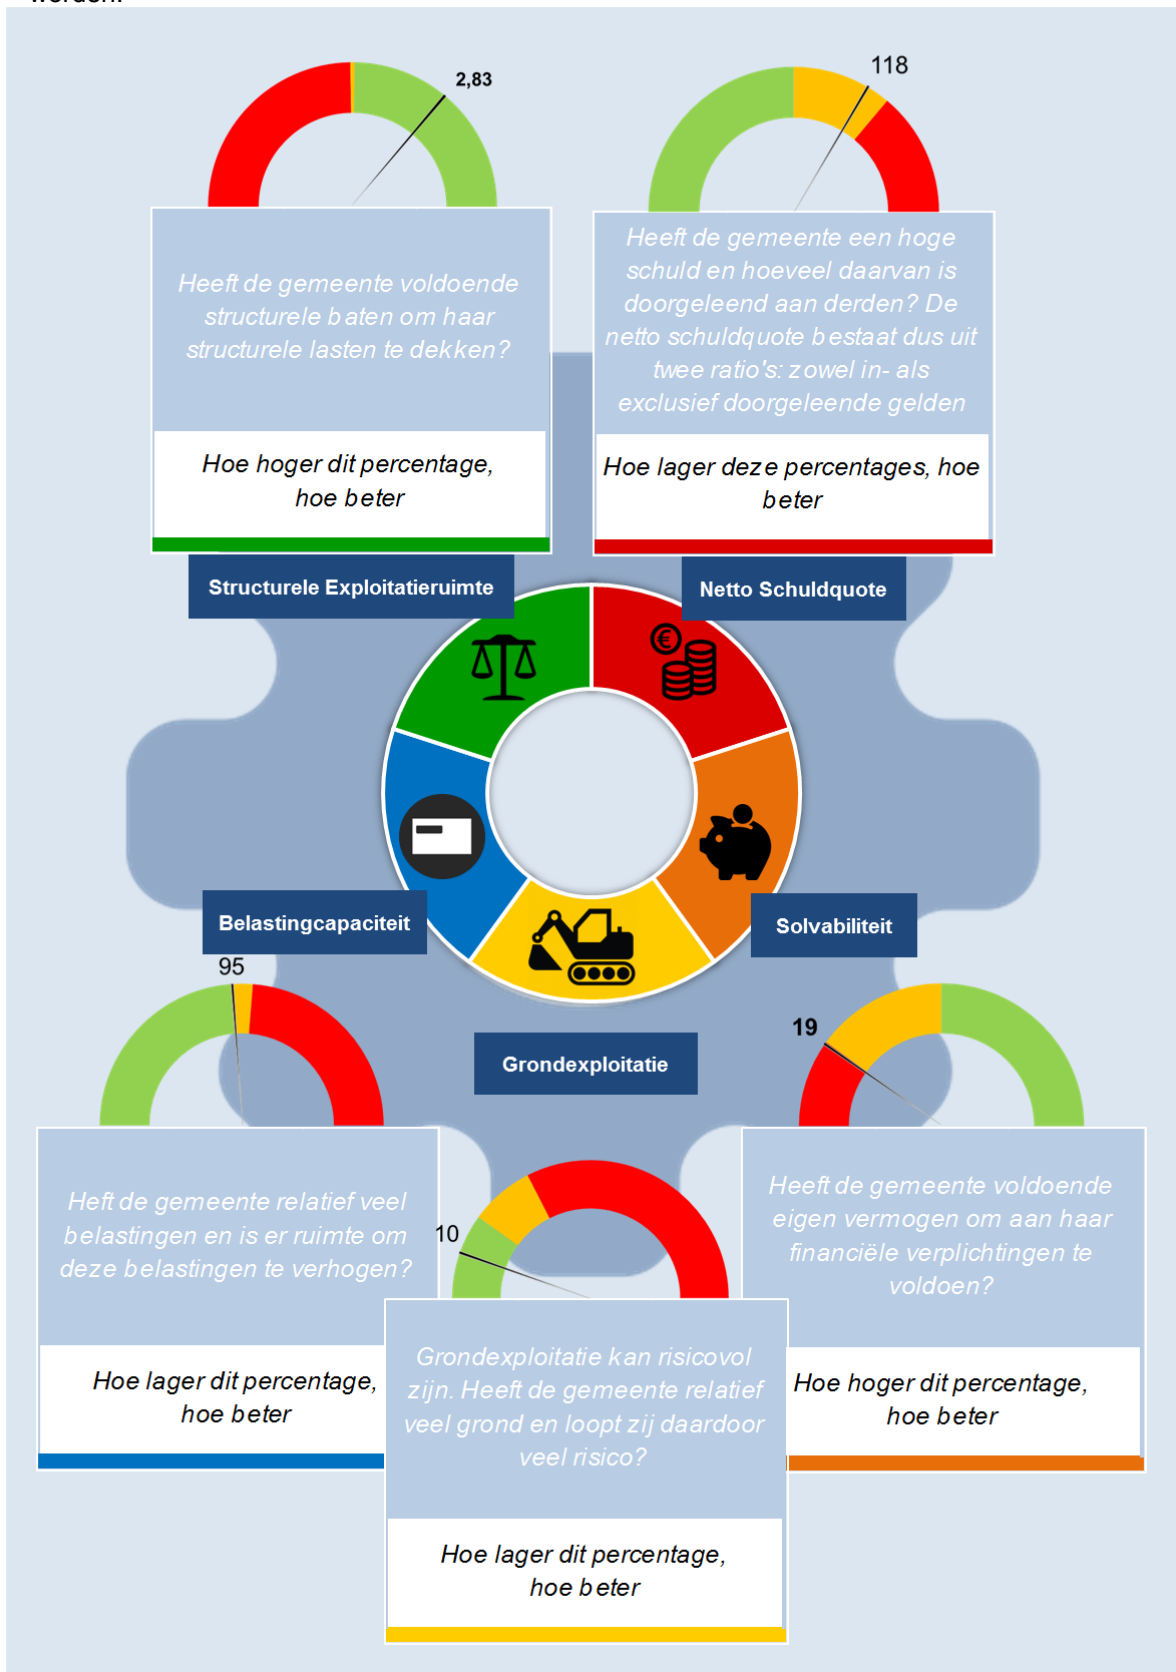 2,83
118
Heeft de gemeente voldoende
structurele baten om haar
structurele lasten te dekken?
Hoe hoger dit percentage,
hoe beter
Heeft de gemeente een hoge
schuld en hoeveel daarvan is
doorgeleend aan derden? De
netto schuldquote bestaat dus uit
twee ratio's: zowel in- als
exclusief doorgeleende gelden
Hoe lager deze percentages, hoe
beter
Structurele Exploitatieruimte
Netto Schuldquote
€
Belastingcapaciteit
Solvabiliteit
95
19
Grondexploitatie
Heft de gemeente relatief veel
belastingen en is er ruimte om
deze belastingen te verhogen?
Hoe lager dit percentage,
hoe beter
10
Grondexploitatie kan risicovol
zijn. Heeft de gemeente relatief
veel grond en loopt zij daardoor
veel risico?
Hoe lager dit percentage,
hoe beter
Heeft de gemeente voldoende
eigen vermogen om aan haar
financiële verplichtingen te
voldoen?
Hoe hoger dit percentage,
hoe beter